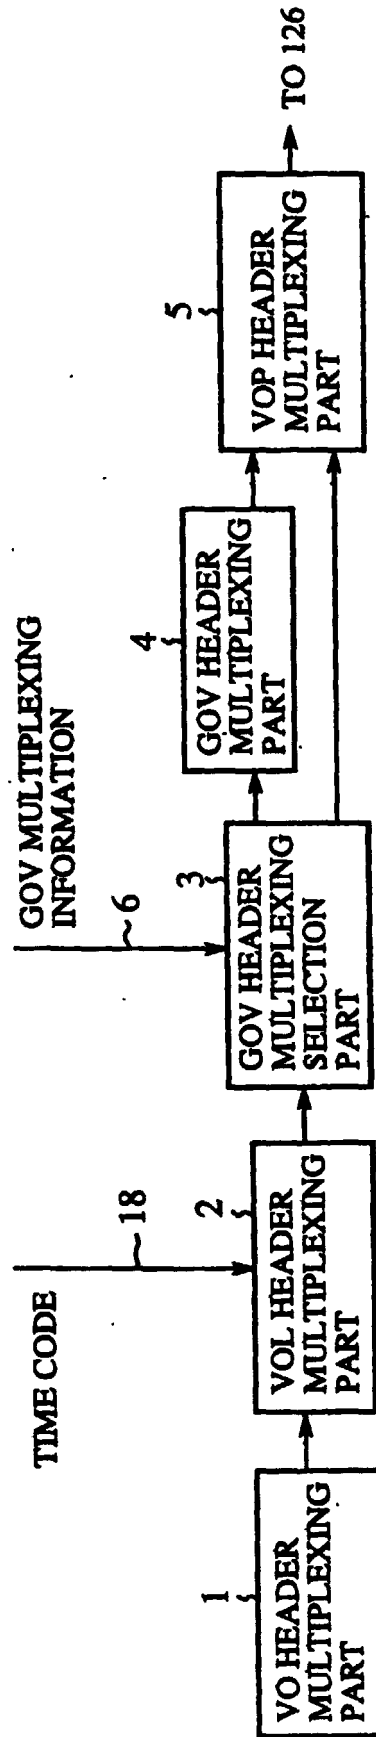 1
VO HEADER
MULTIPLEXING
PART
TIME CODE
18
2
VOL HEADER
MULTIPLEXING
PART
GOV MULTIPLEXING
INFORMATION
6
3
GOV HEADER
MULTIPLEXING
SELECTION
PART
4
GOV HEADER
MULTIPLEXING
PART
5
VOP HEADER
MULTIPLEXING
PART
TO 126